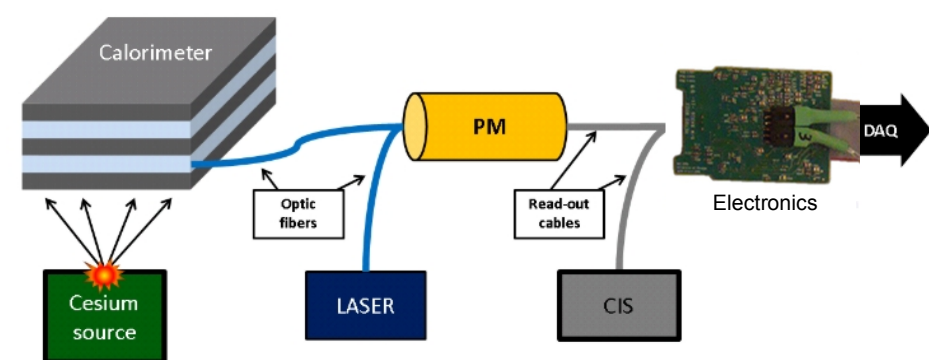 Calorimeter
PM
DAQ
Optic
fibers
Read-out
cables
Electronics
Cesium
source
LASER
CIS